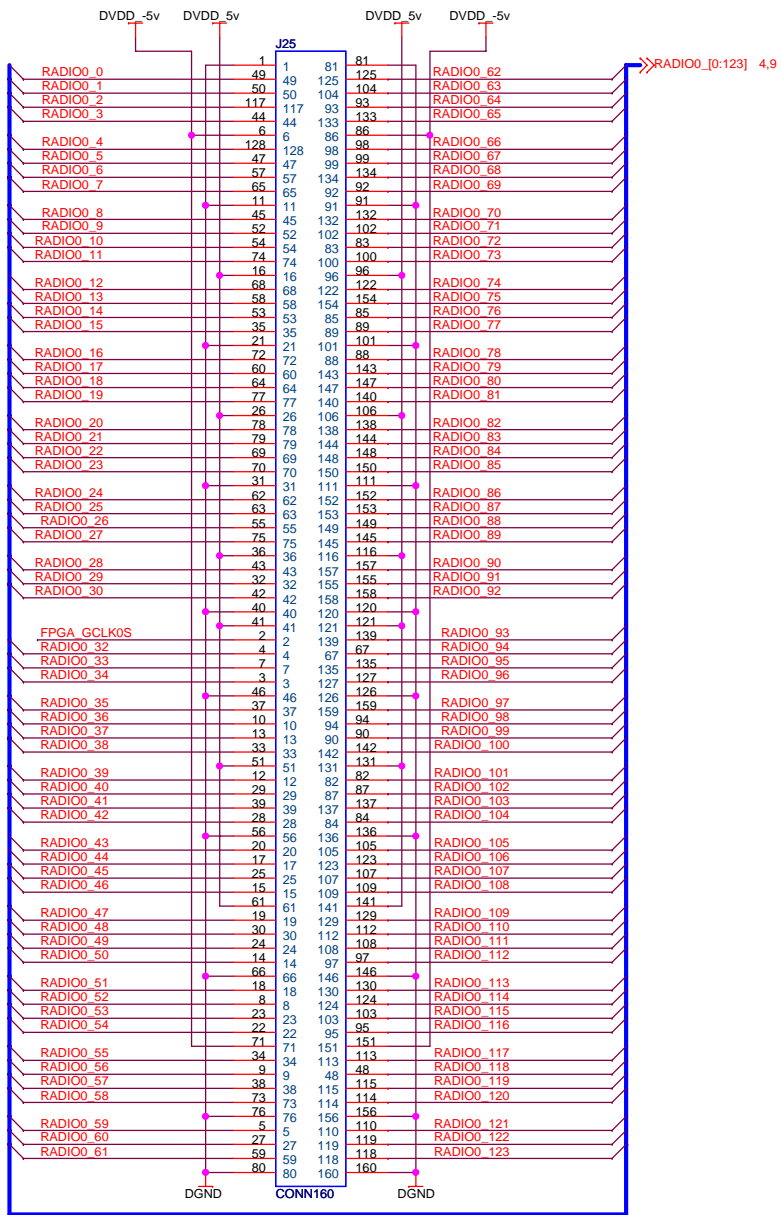 DVDD_-5v DVDD_5v DVDD_5v DVDD_-5v
J25
1 1 81 81 RADIO0_[0:123] 4,9
RADIO0_0 49 49 125 125 RADIO0_62
RADIO0_1 50 50 104 104 RADIO0_63
RADIO0_2 117 117 93 93 RADIO0_64
RADIO0_3 44 44 133 133 RADIO0_65
6 6 86 86
RADIO0_4 128 128 98 98 RADIO0_66
RADIO0_5 47 47 99 99 RADIO0_67
RADIO0_6 57 57 134 134 RADIO0_68
RADIO0_7 65 65 92 92 RADIO0_69
11 11 91 91
RADIO0_8 45 45 132 132 RADIO0_70
RADIO0_9 52 52 102 102 RADIO0_71
RADIO0_10 54 54 83 83 RADIO0_72
RADIO0_11 74 74 100 100 RADIO0_73
16 16 96 96
RADIO0_12 68 68 122 122 RADIO0_74
RADIO0_13 58 58 154 154 RADIO0_75
RADIO0_14 53 53 85 85 RADIO0_76
RADIO0_15 35 35 89 89 RADIO0_77
21 21 101 101
RADIO0_16 72 72 88 88 RADIO0_78
RADIO0_17 60 60 143 143 RADIO0_79
RADIO0_18 64 64 147 147 RADIO0_80
RADIO0_19 77 77 140 140 RADIO0_81
26 26 106 106
RADIO0_20 78 78 138 138 RADIO0_82
RADIO0_21 79 79 144 144 RADIO0_83
RADIO0_22 69 69 148 148 RADIO0_84
RADIO0_23 70 70 150 150 RADIO0_85
31 31 111 111
RADIO0_24 62 62 152 152 RADIO0_86
RADIO0_25 63 63 153 153 RADIO0_87
RADIO0_26 55 55 149 149 RADIO0_88
RADIO0_27 75 75 145 145 RADIO0_89
36 36 116 116
RADIO0_28 43 43 157 157 RADIO0_90
RADIO0_29 32 32 155 155 RADIO0_91
RADIO0_30 42 42 158 158 RADIO0_92
40 40 120 120
41 41 121 121
FPGA_GCLK0S 2 2 139 139 RADIO0_93
RADIO0_32 4 4 67 67 RADIO0_94
RADIO0_33 7 7 135 135 RADIO0_95
RADIO0_34 3 3 127 127 RADIO0_96
46 46 126 126
RADIO0_35 37 37 159 159 RADIO0_97
RADIO0_36 10 10 94 94 RADIO0_98
RADIO0_37 13 13 90 90 RADIO0_99
RADIO0_38 33 33 142 142 RADIO0_100
51 51 131 131
RADIO0_39 12 12 82 82 RADIO0_101
RADIO0_40 29 29 87 87 RADIO0_102
RADIO0_41 39 39 137 137 RADIO0_103
RADIO0_42 28 28 84 84 RADIO0_104
56 56 136 136
RADIO0_43 20 20 105 105 RADIO0_105
RADIO0_44 17 17 123 123 RADIO0_106
RADIO0_45 25 25 107 107 RADIO0_107
RADIO0_46 15 15 109 109 RADIO0_108
61 61 141 141
RADIO0_47 19 19 129 129 RADIO0_109
RADIO0_48 30 30 112 112 RADIO0_110
RADIO0_49 24 24 108 108 RADIO0_111
RADIO0_50 14 14 97 97 RADIO0_112
66 66 146 146
RADIO0_51 18 18 130 130 RADIO0_113
RADIO0_52 8 8 124 124 RADIO0_114
RADIO0_53 23 23 103 103 RADIO0_115
RADIO0_54 22 22 95 95 RADIO0_116
71 71 151 151
RADIO0_55 34 34 113 113 RADIO0_117
RADIO0_56 9 9 48 48 RADIO0_118
RADIO0_57 38 38 115 115 RADIO0_119
RADIO0_58 73 73 114 114 RADIO0_120
76 76 156 156
RADIO0_59 5 5 110 110 RADIO0_121
RADIO0_60 27 27 119 119 RADIO0_122
RADIO0_61 59 59 118 118 RADIO0_123
80 80 160 160
DGND CONN160 DGND